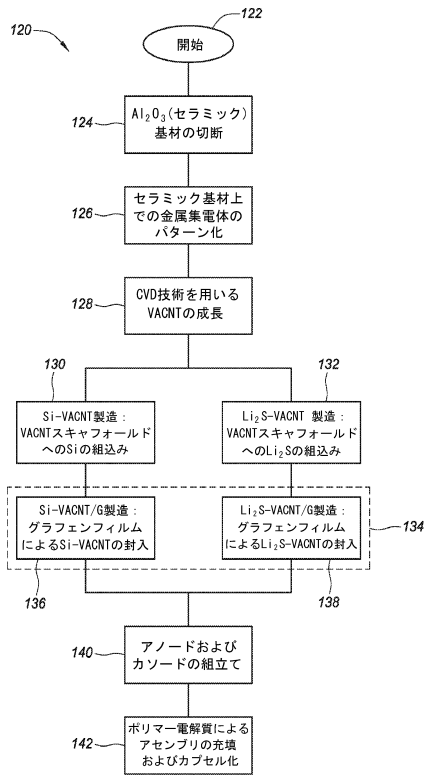 120
122
開始
124
Al₂O₃(セラミック)
基材の切断
126
セラミック基材上
での金属集電体の
パターン化
128
CVD技術を用いる
VACNTの成長
130
Si-VACNT製造:
VACNTスキャフォールド
へのSiの組込み
132
Li₂S-VACNT 製造:
VACNTスキャフォールド
へのLi₂Sの組込み
134
Si-VACNT/G製造:
グラフェンフィルム
によるSi-VACNTの封入
136
Li₂S-VACNT/G製造:
グラフェンフィルム
によるLi₂S-VACNTの封入
138
140
アノードおよび
カソードの組立て
142
ポリマー電解質による
アセンブリの充填
およびカプセル化